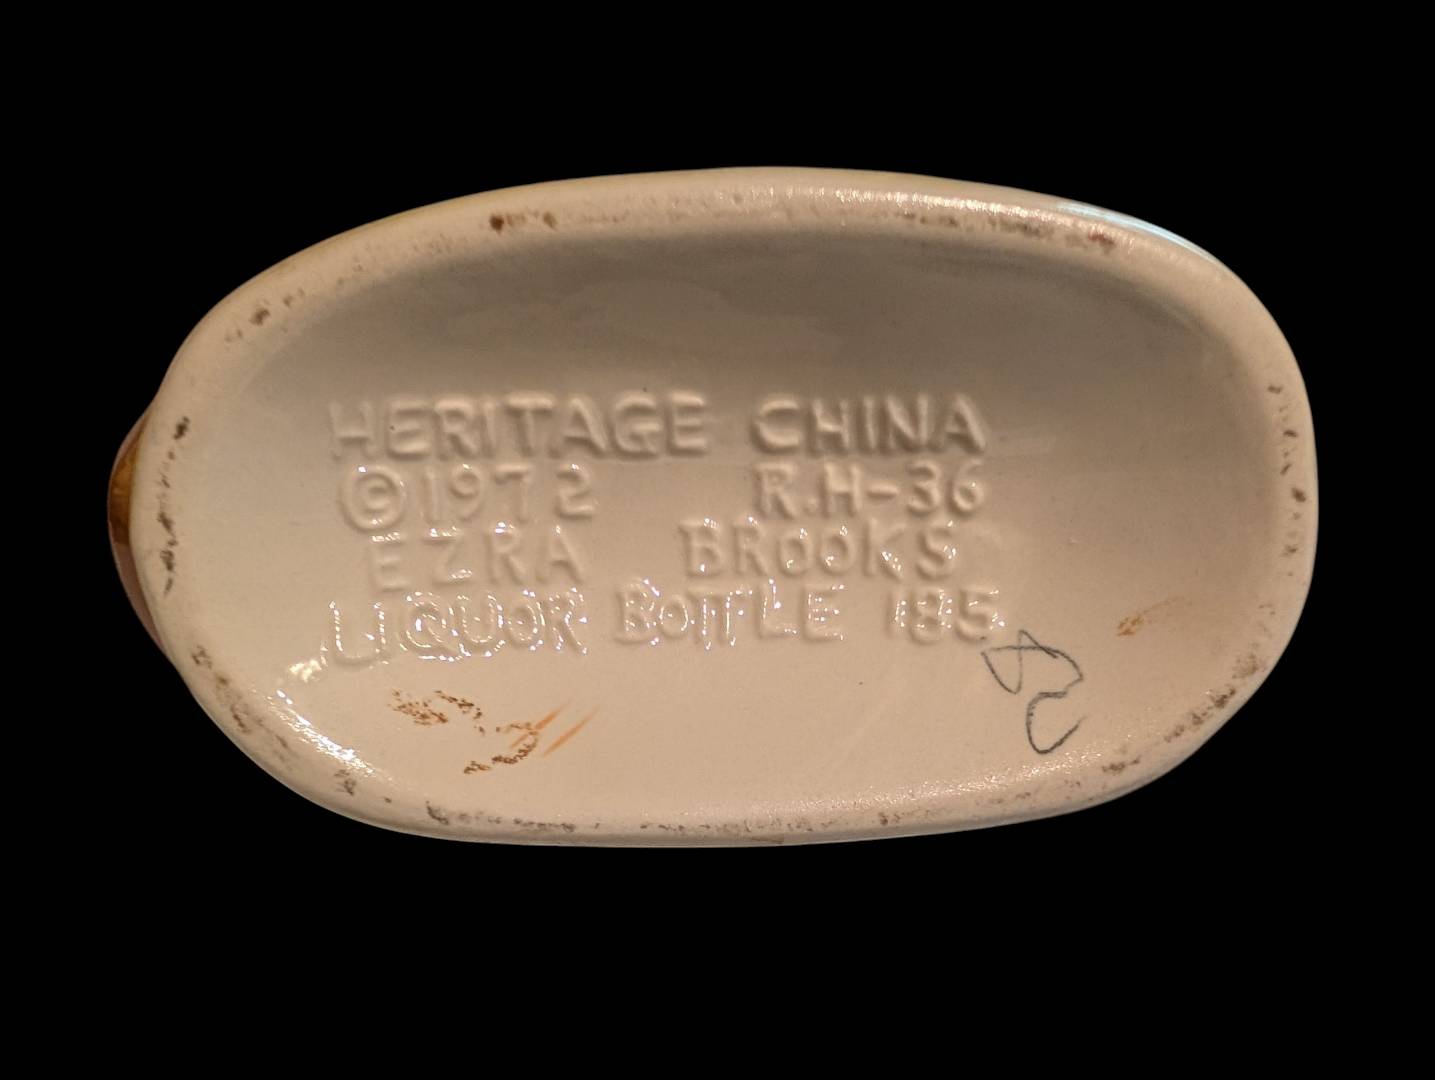 HERITAGE CHINA
©1972 R.H-36
EZRA BROOKS
LIQUOR BOTTLE 185